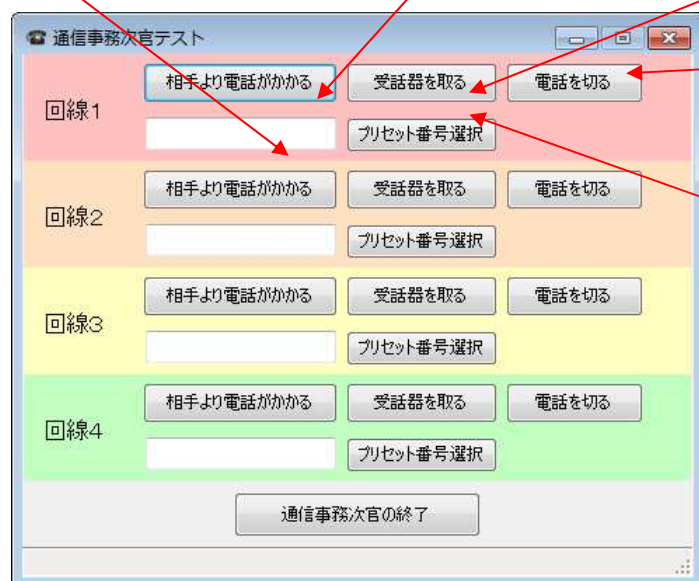 通信事務次官テスト
相手より電話がかかる 受話器を取る 電話を切る
回線1
プリセット番号選択
相手より電話がかかる 受話器を取る 電話を切る
回線2
プリセット番号選択
相手より電話がかかる 受話器を取る 電話を切る
回線3
プリセット番号選択
相手より電話がかかる 受話器を取る 電話を切る
回線4
プリセット番号選択
通信事務次官の終了